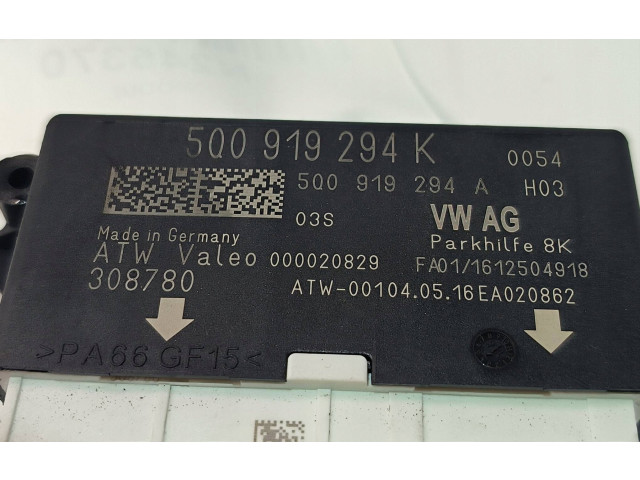 5Q0 919 294 K 0054
5Q0 919 294 A H03
03S VW AG
Made in Germany Parkhilfe 8K
ATW Valeo 000020829 FA01/1612504918
308780 ATW-00104.05.16EA020862
>PA66 GF15<